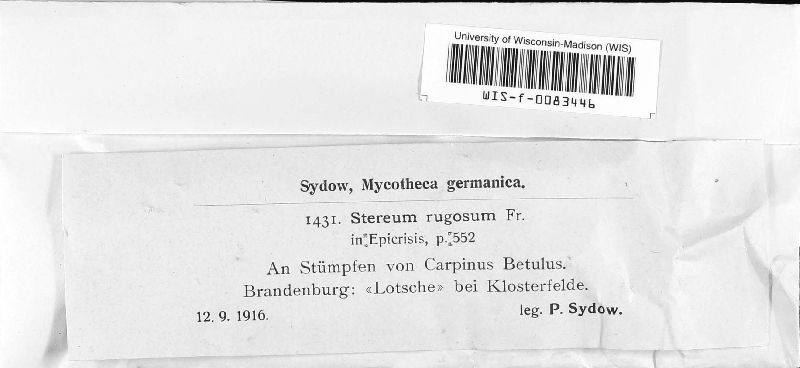 University of Wisconsin-Madison (WIS)
WIS-f-0083446
Sydow, Mycotheca germanica.
1431. Stereum rugosum Fr.
in Epicrisis, p. 552
An Stümpfen von Carpinus Betulus.
Brandenburg: «Lotsche» bei Klosterfelde.
12. 9. 1916. leg. P. Sydow.